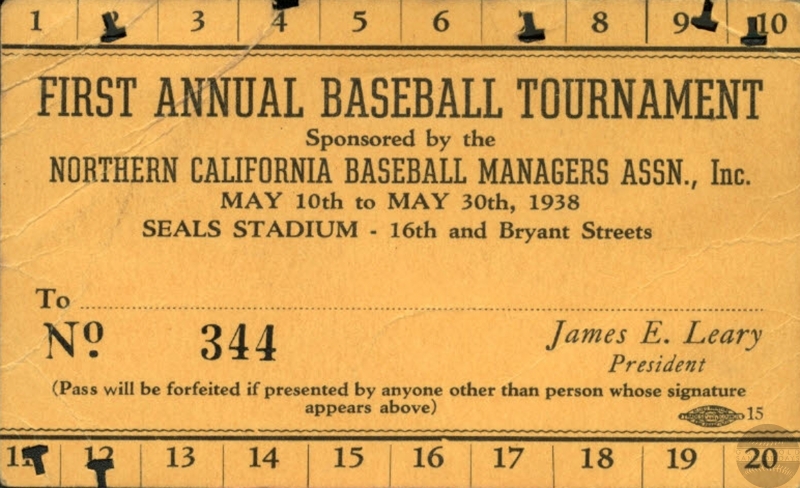 1 2 3 4 5 6 7 8 9 10
FIRST ANNUAL BASEBALL TOURNAMENT
Sponsored by the
NORTHERN CALIFORNIA BASEBALL MANAGERS ASSN., Inc.
MAY 10th to MAY 30th, 1938
SEALS STADIUM - 16th and Bryant Streets
To
No. 344
James E. Leary
President
(Pass will be forfeited if presented by anyone other than person whose signature
appears above)
15
11 12 13 14 15 16 17 18 19 20